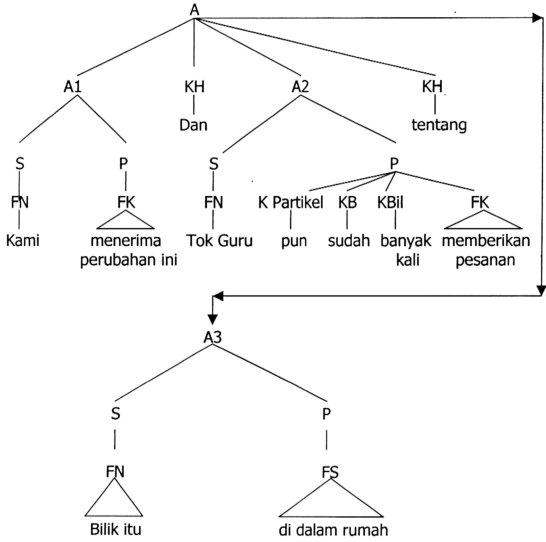 A
A1 KH A2 KH
Dan tentang
S P S P
FN FK FN K Partikel KB KBil FK
Kami menerima Tok Guru pun sudah banyak memberikan
perubahan ini kali pesanan
A3
S P
FN FS
Bilik itu di dalam rumah